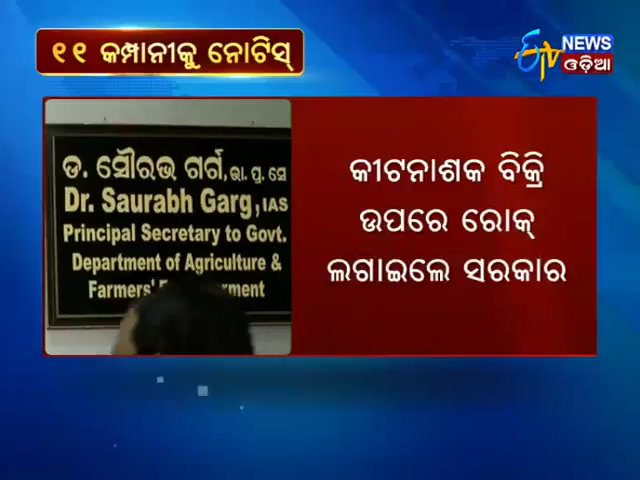 ୧୧ କମ୍ପାନୀକୁ ନୋଟିସ୍
ETV NEWS
ଓଡ଼ିଆ
ଡ. ସୌରଭ ଗର୍ଗ, ଭା. ପ୍ର. ସେ
Dr. Saurabh Garg, IAS
Principal Secretary to Govt.
Department of Agriculture &
Farmers'
କୀଟନାଶକ ବିକ୍ରି
ଉପରେ ରୋକ୍
ଲଗାଇଲେ ସରକାର